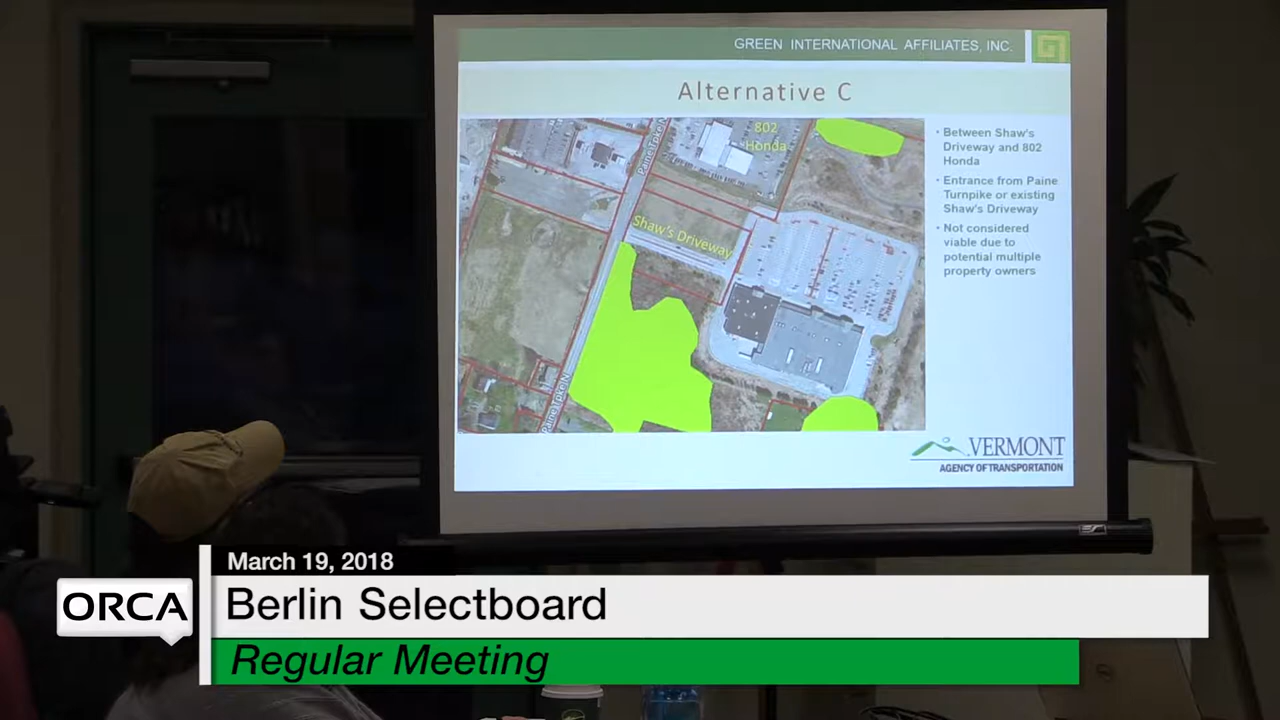 GREEN INTERNATIONAL AFFILIATES, INC.
Alternative C
802
Honda
Paine Tpke N
Shaw's Driveway
Paine Tpke N
• Between Shaw's
Driveway and 802
Honda
• Entrance from Paine
Turnpike or existing
Shaw's Driveway
• Not considered
viable due to
potential multiple
property owners
VERMONT
AGENCY OF TRANSPORTATION
March 19, 2018
ORCA
Berlin Selectboard
Regular Meeting